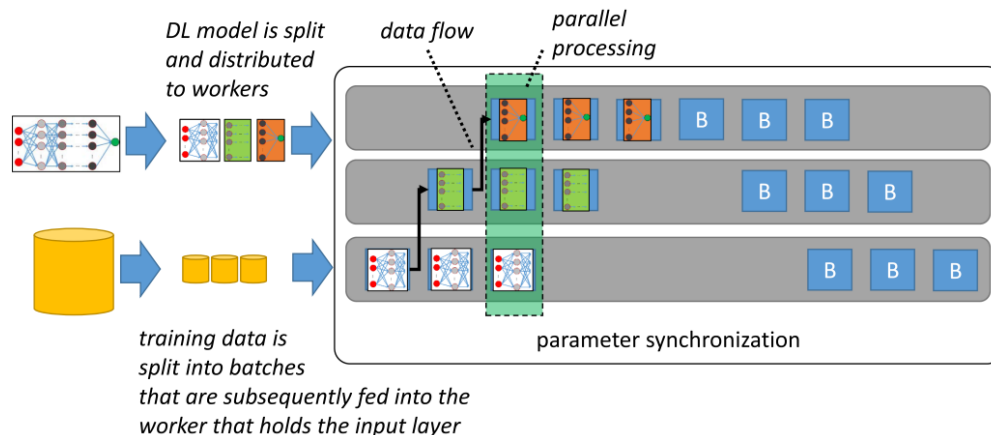 DL model is split
and distributed
to workers
data flow
parallel
processing
B B B
B B B
B B B
parameter synchronization
training data is
split into batches
that are subsequently fed into the
worker that holds the input layer